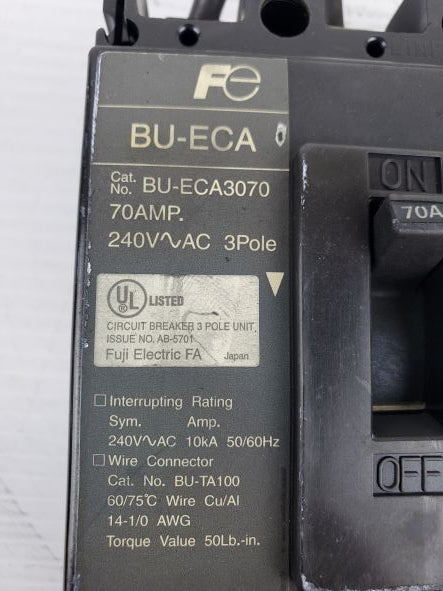 LINE
Fe
BU-ECA
Cat. No. BU-ECA3070
70AMP.
240V∿AC 3Pole
ON
70A
UL LISTED
CIRCUIT BREAKER 3 POLE UNIT.
ISSUE NO. AB-5701
Fuji Electric FA Japan
□ Interrupting Rating
Sym. Amp.
240V∿AC 10kA 50/60Hz
□ Wire Connector
Cat. No. BU-TA100
60/75℃ Wire Cu/Al
14-1/0 AWG
Torque Value 50Lb.-in.
OFF